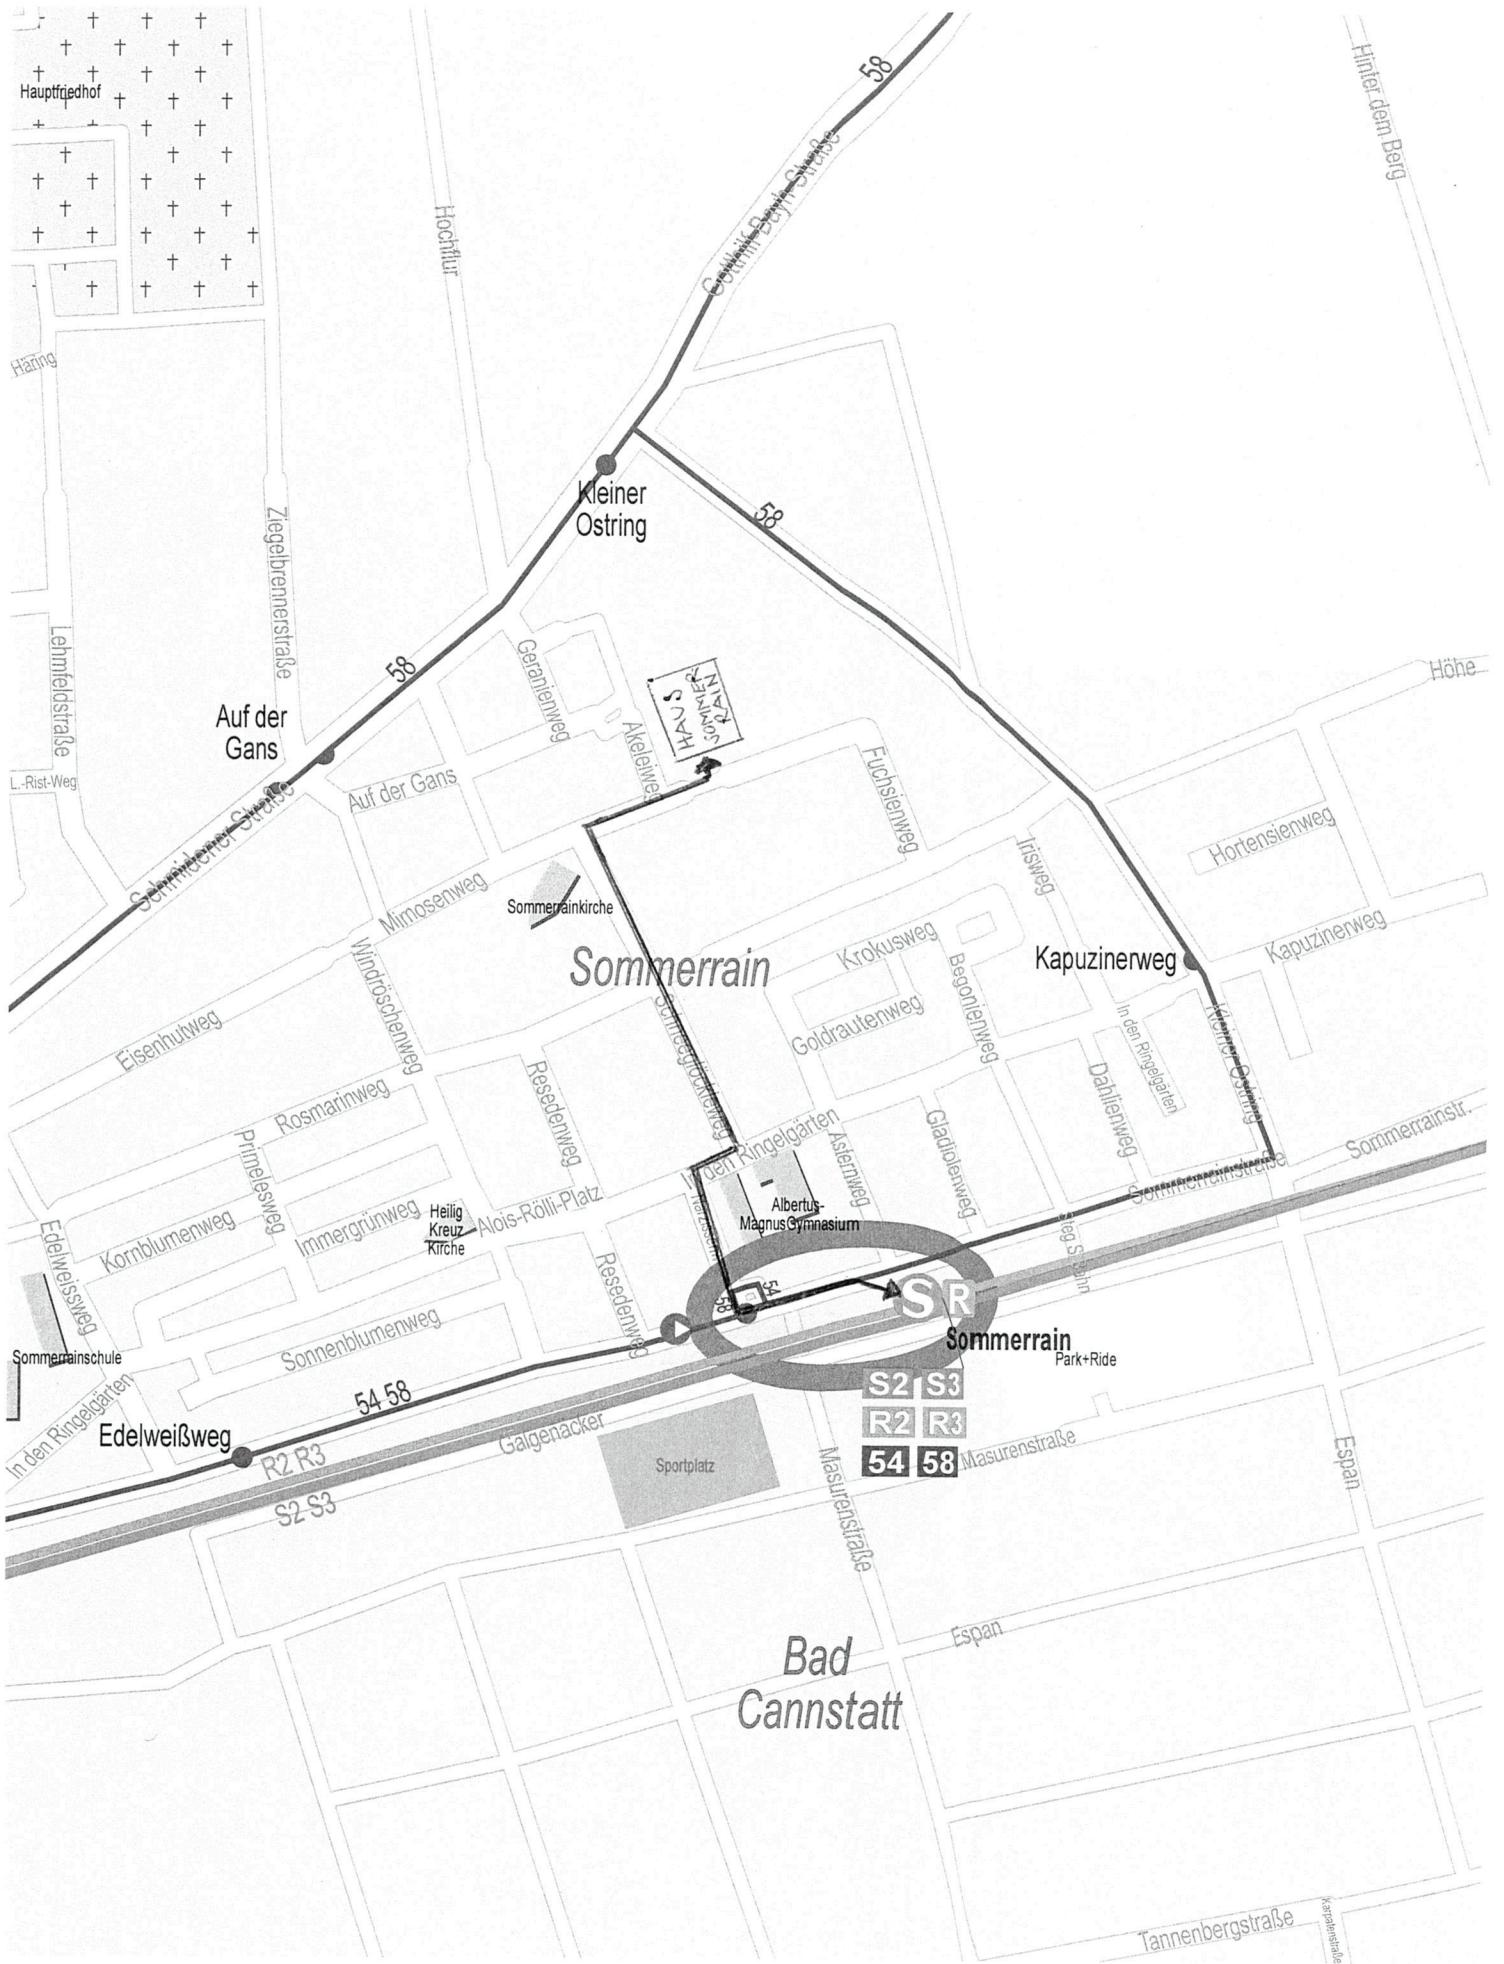 58
Hinter dem Berg
Hauptfriedhof
Gotthilf-Bayh-Straße
Hochflur
Häring
Kleiner
Ostring
58
Ziegelbrennerstraße
Lehmfeldstraße
58
Geranienweg
HAUS
SOMMER
RAIN
Höhe
Auf der
Gans
Akeleiweg
Fuchsienweg
L.-Rist-Weg
Auf der Gans
Schmidener Straße
Hortensienweg
Irisweg
Mimosenweg
Sommerrainkirche
Krokusweg
Kapuzinerweg
Kapuzinerweg
Sommerrain
Windröschenweg
Begonienweg
Eisenhutweg
Schneeglöckleweg
Goldrautenweg
In den Ringelgärten
Kleiner Ostring
Rosmarinweg
Resedenweg
Dahlienweg
Primelesweg
In den Ringelgärten
Asternweg
Gladiolenweg
Sommerrainstr.
Sommerrainstraße
Kornblumenweg
Immergrünweg
Heilig
Kreuz
Kirche
Alois-Rölli-Platz
Albertus-
MagnusGymnasium
Edelweissweg
Resedenweg
58
54
S R
Sommerrain
Park+Ride
Sonnenblumenweg
Sommerrainschule
S2 S3
R2 R3
54 58
54 58
In den Ringelgärten
Edelweißweg
R2 R3
S2 S3
Galgenäcker
Sportplatz
Masurenstraße
Masurenstraße
Espan
Espan
Bad
Cannstatt
Tannenbergstraße
Karpatenstraße